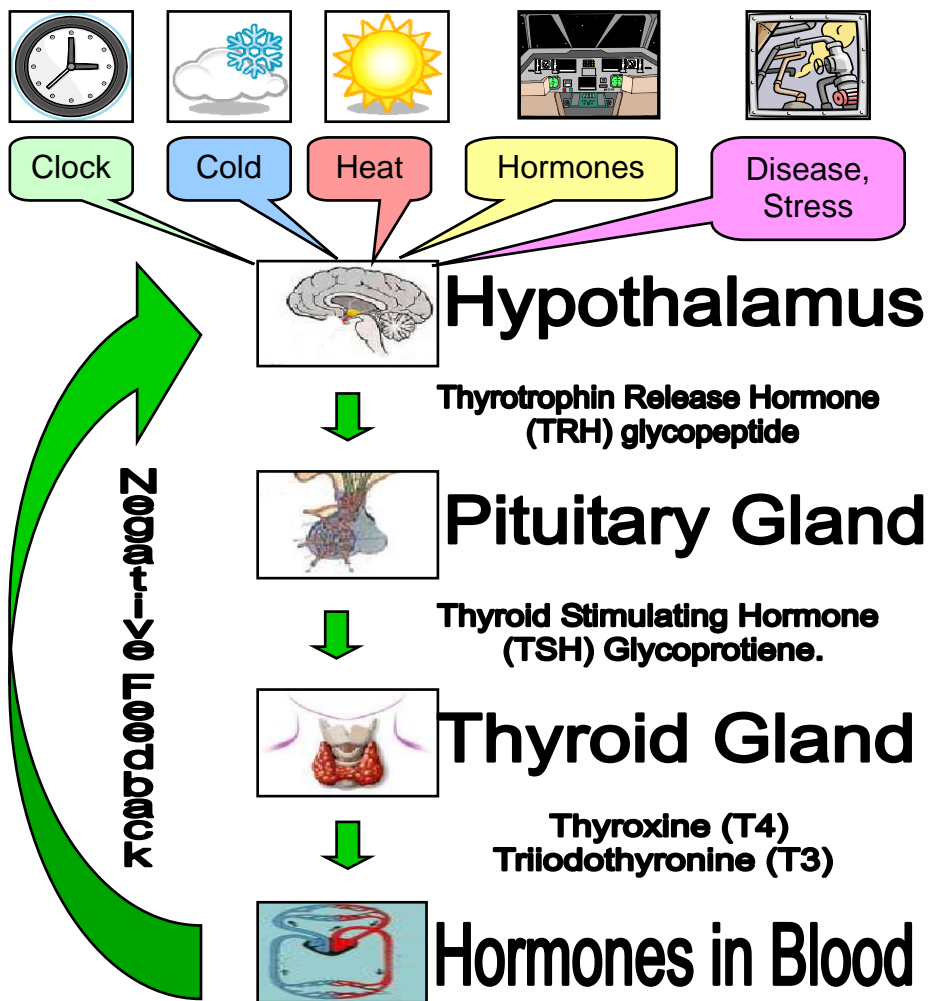 Clock
Cold
Heat
Hormones
Disease,
Stress
Hypothalamus
Thyrotrophin Release Hormone
(TRH) glycopeptide
Pituitary Gland
Thyroid Stimulating Hormone
(TSH) Glycoprotiene.
Negative Feedback
Thyroid Gland
Thyroxine (T4)
Triiodothyronine (T3)
Hormones in Blood